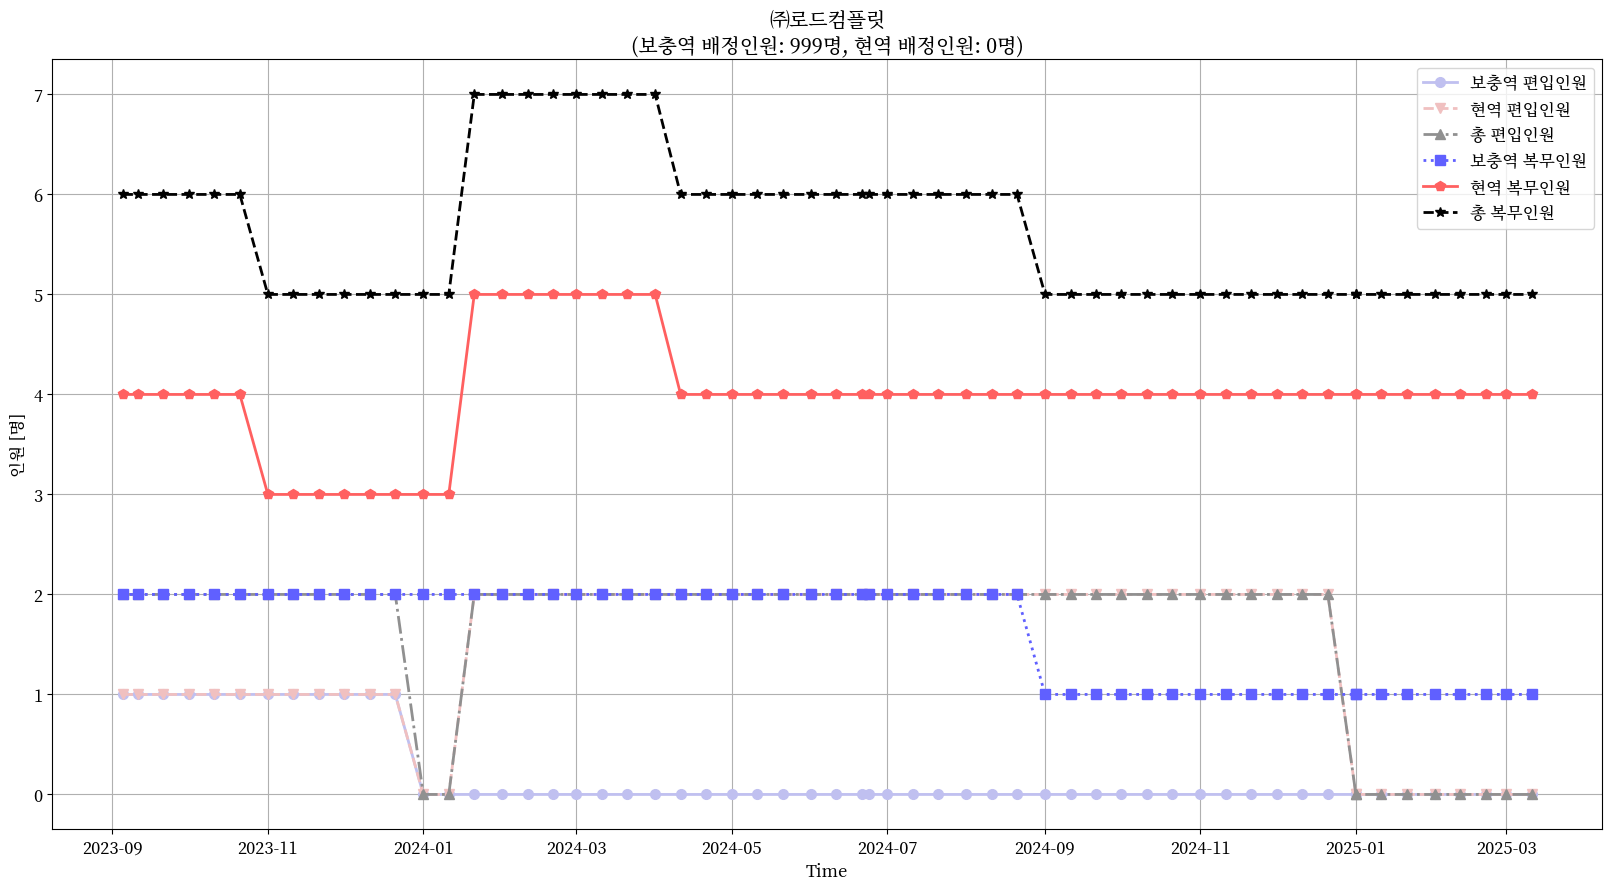 ㈜로드컴플릿
(보충역 배정인원: 999명, 현역 배정인원: 0명)
보충역 편입인원
현역 편입인원
총 편입인원
보충역 복무인원
현역 복무인원
총 복무인원
인원 [명]
7
6
5
4
3
2
1
0
2023-09
2023-11
2024-01
2024-03
2024-05
2024-07
2024-09
2024-11
2025-01
2025-03
Time